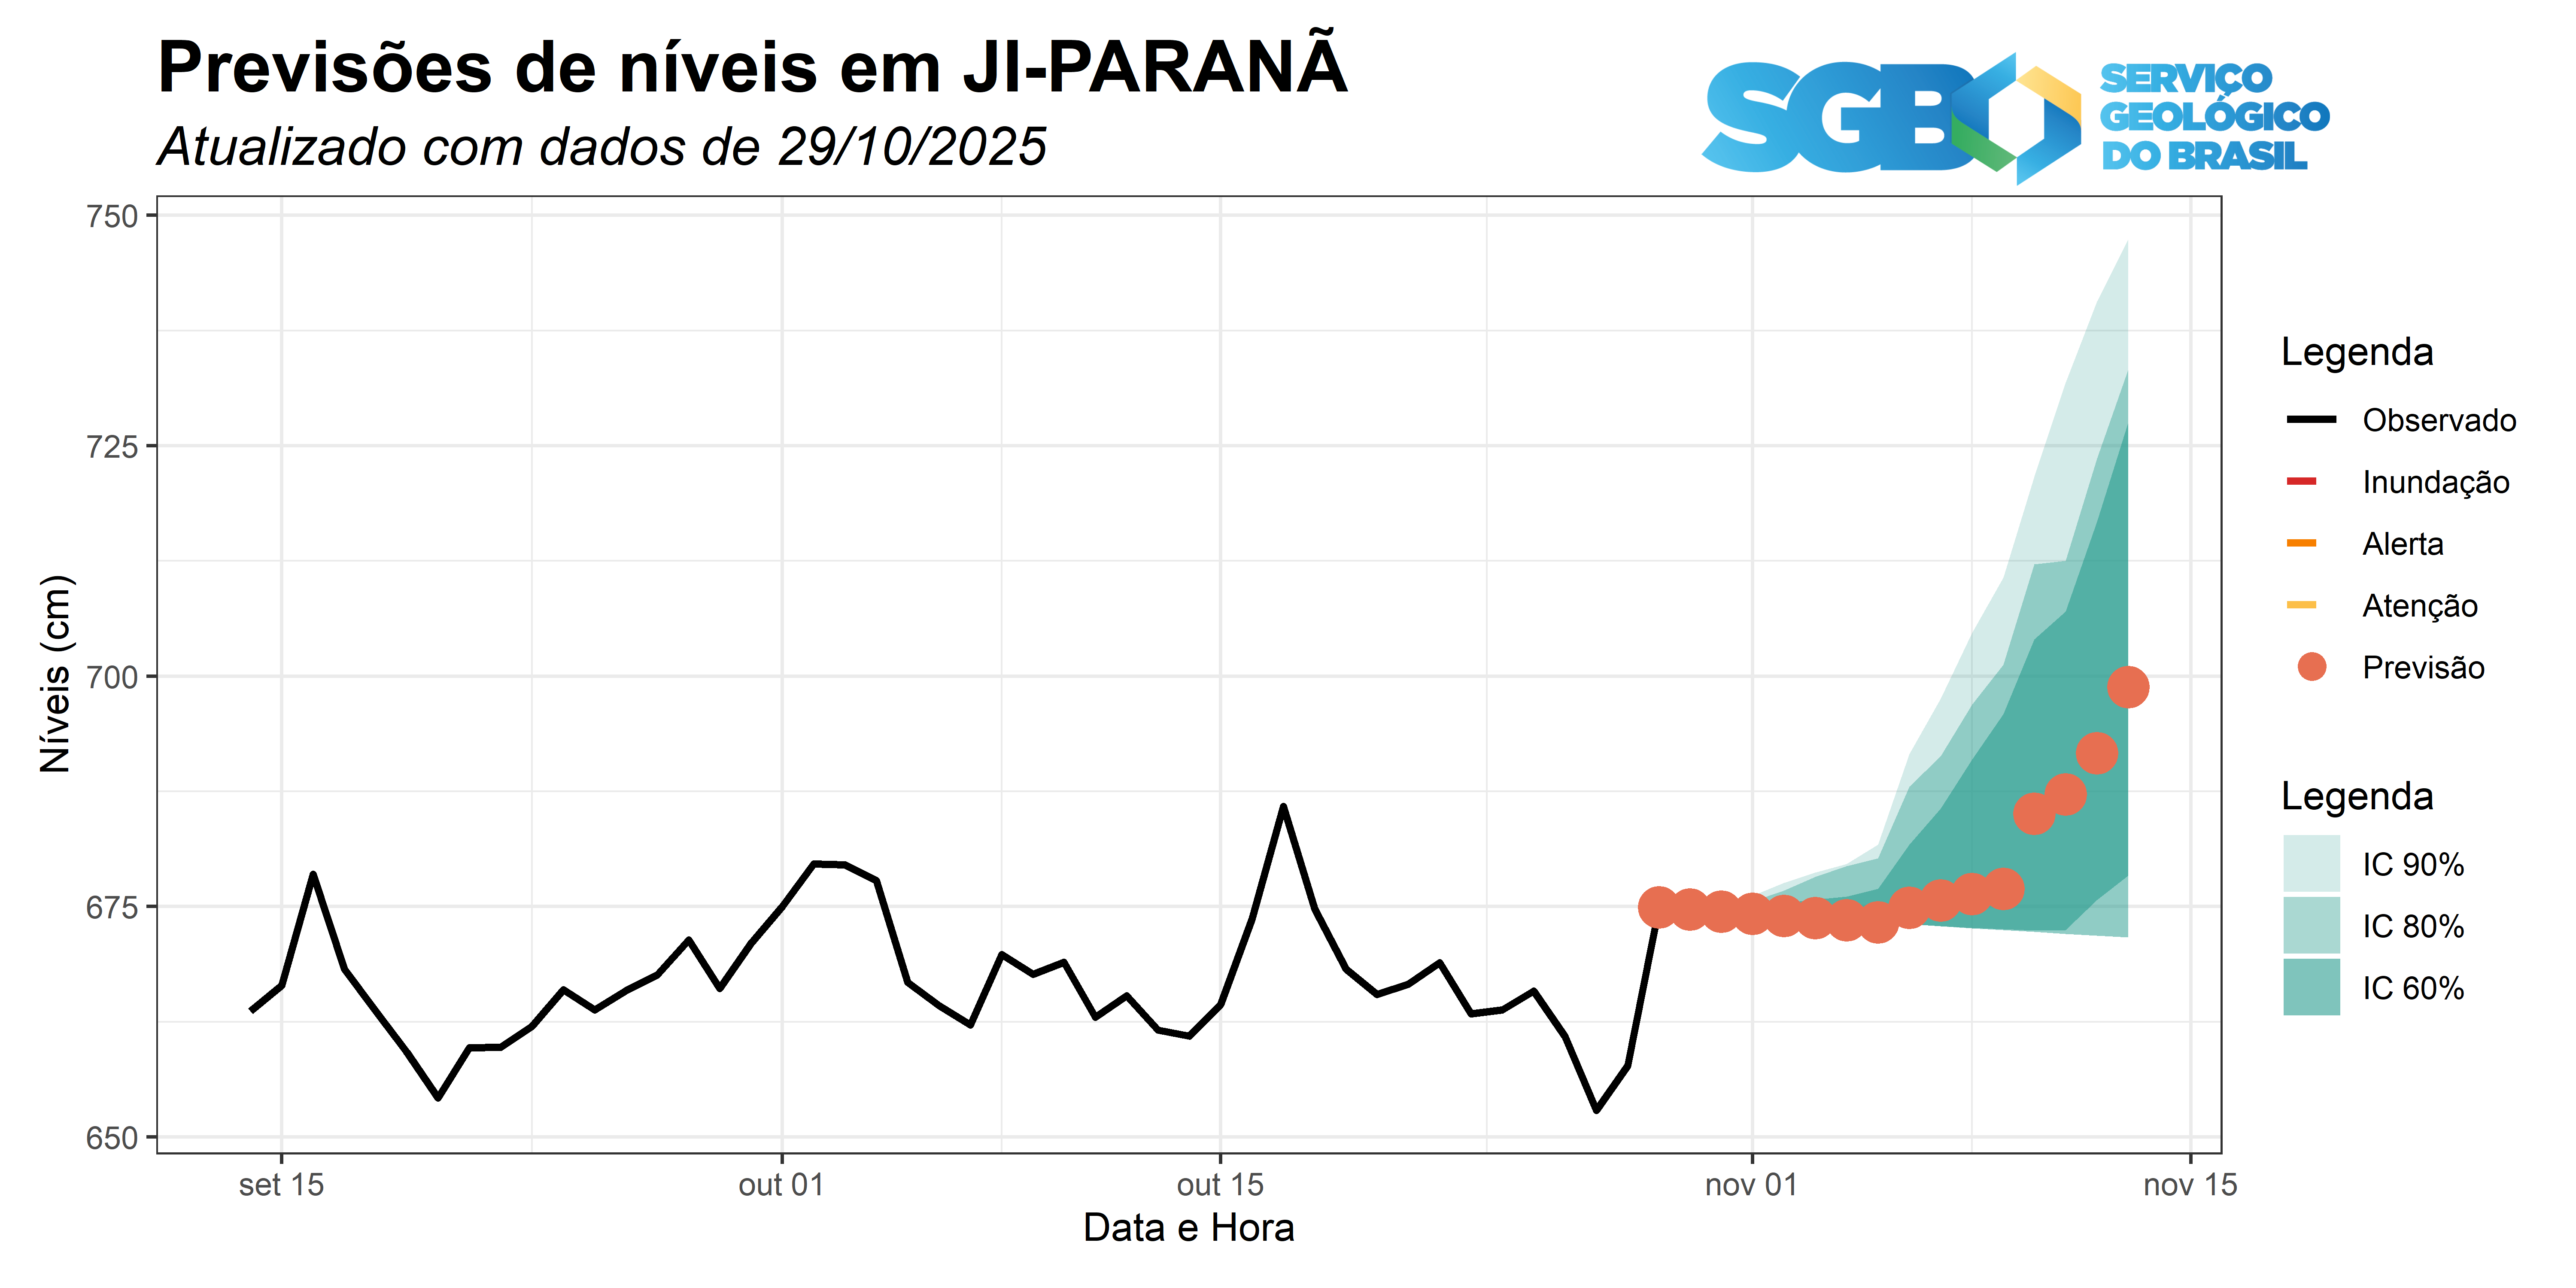 Previsões de níveis em JI-PARANÃ
Atualizado com dados de 29/10/2025
SGB
SERVIÇO
GEOLÓGICO
DO BRASIL
750
725
700
675
650
Níveis (cm)
set 15
out 01
out 15
nov 01
nov 15
Data e Hora
Legenda
Observado
Inundação
Alerta
Atenção
Previsão
Legenda
IC 90%
IC 80%
IC 60%